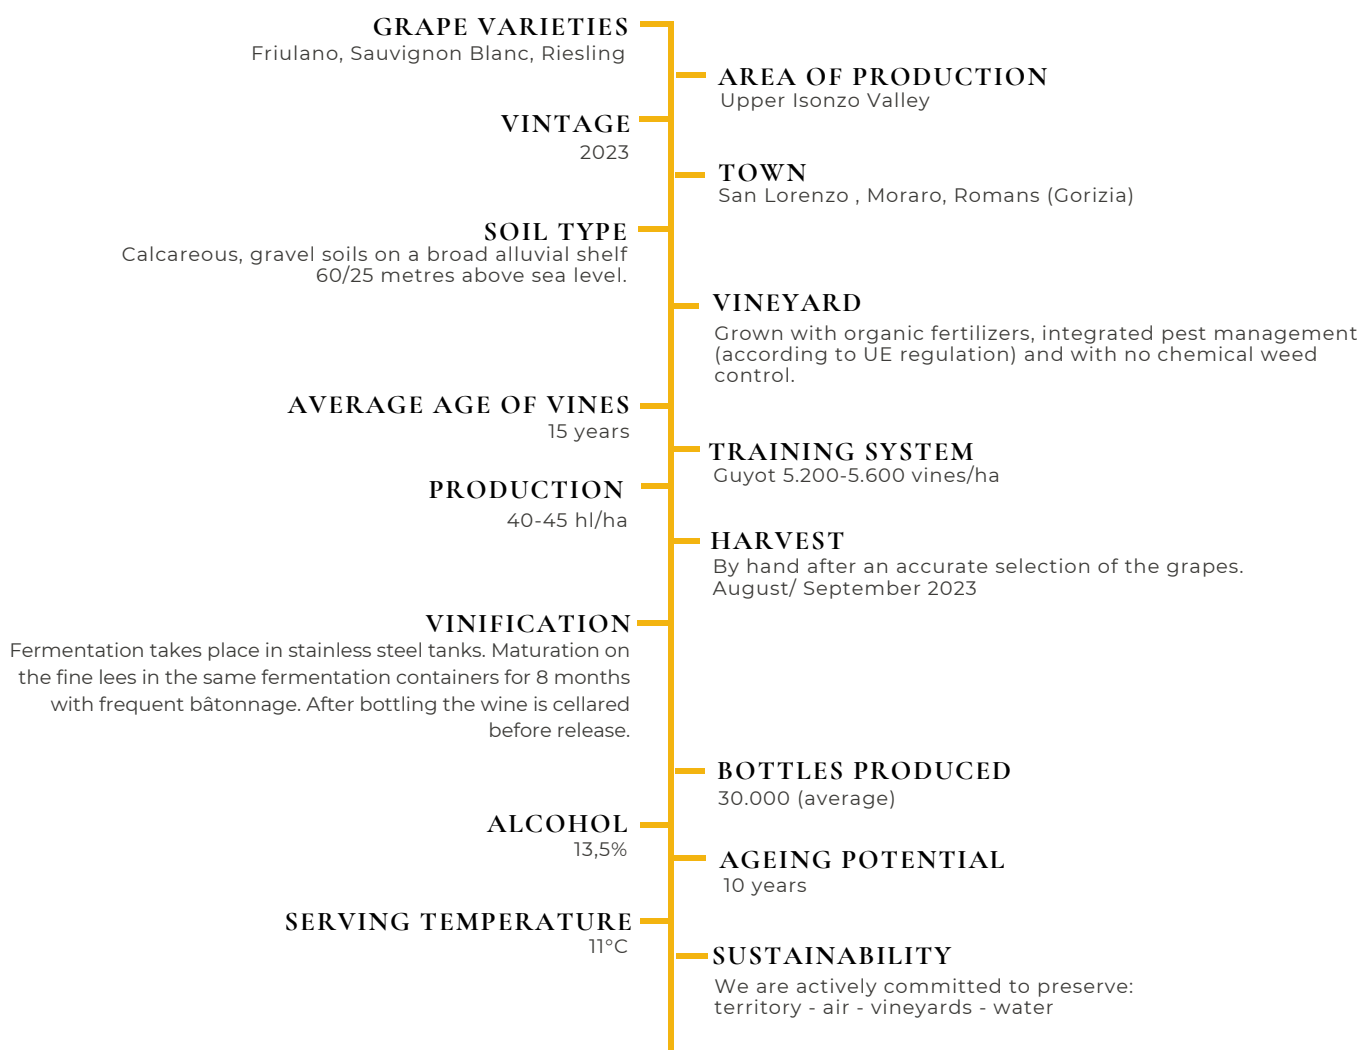 GRAPE VARIETIES
Friulano, Sauvignon Blanc, Riesling
AREA OF PRODUCTION
Upper Isonzo Valley
VINTAGE
2023
TOWN
San Lorenzo , Moraro, Romans (Gorizia)
SOIL TYPE
Calcareous, gravel soils on a broad alluvial shelf
60/25 metres above sea level.
VINEYARD
Grown with organic fertilizers, integrated pest management
(according to UE regulation) and with no chemical weed
control.
AVERAGE AGE OF VINES
15 years
TRAINING SYSTEM
Guyot 5.200-5.600 vines/ha
PRODUCTION
40-45 hl/ha
HARVEST
By hand after an accurate selection of the grapes.
August/ September 2023
VINIFICATION
Fermentation takes place in stainless steel tanks. Maturation on
the fine lees in the same fermentation containers for 8 months
with frequent bâtonnage. After bottling the wine is cellared
before release.
BOTTLES PRODUCED
30.000 (average)
ALCOHOL
13,5%
AGEING POTENTIAL
10 years
SERVING TEMPERATURE
11°C
SUSTAINABILITY
We are actively committed to preserve:
territory - air - vineyards - water